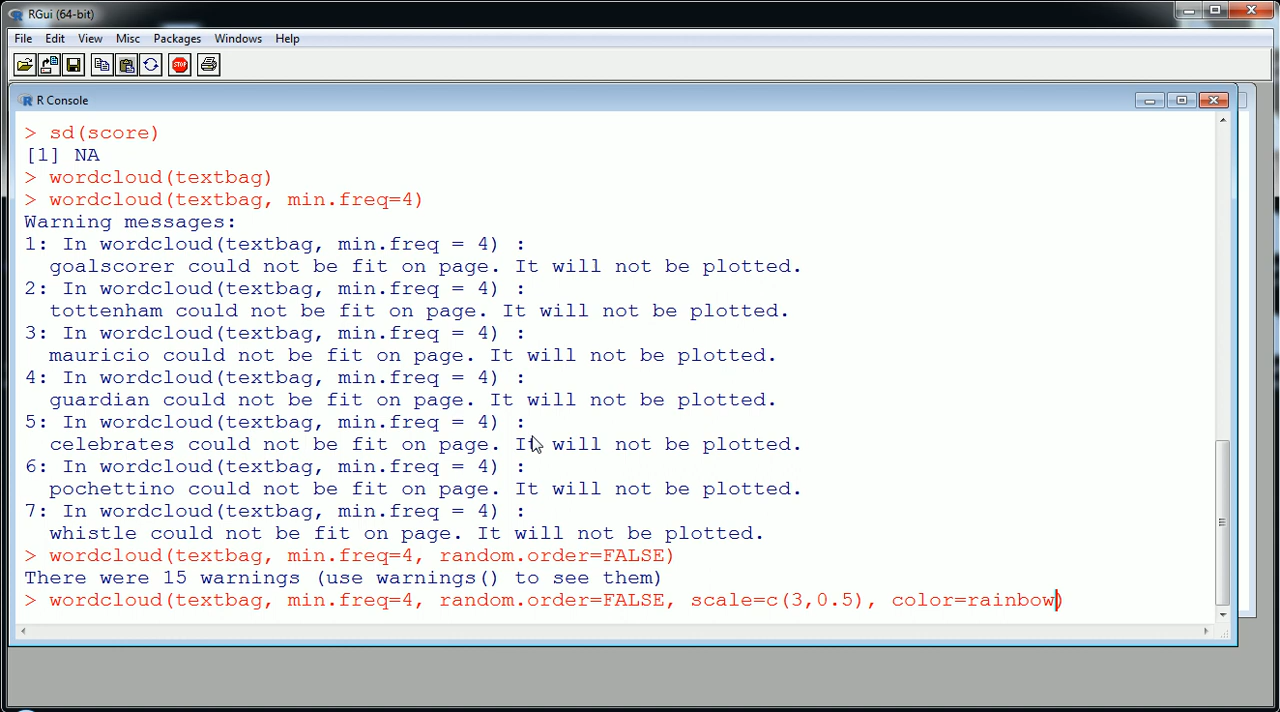 RGui (64-bit)
File Edit View Misc Packages Windows Help
STOP
R Console
> sd(score)
[1] NA
> wordcloud(textbag)
> wordcloud(textbag, min.freq=4)
Warning messages:
1: In wordcloud(textbag, min.freq = 4) :
goalscorer could not be fit on page. It will not be plotted.
2: In wordcloud(textbag, min.freq = 4) :
tottenham could not be fit on page. It will not be plotted.
3: In wordcloud(textbag, min.freq = 4) :
mauricio could not be fit on page. It will not be plotted.
4: In wordcloud(textbag, min.freq = 4) :
guardian could not be fit on page. It will not be plotted.
5: In wordcloud(textbag, min.freq = 4) :
celebrates could not be fit on page. It will not be plotted.
6: In wordcloud(textbag, min.freq = 4) :
pochettino could not be fit on page. It will not be plotted.
7: In wordcloud(textbag, min.freq = 4) :
whistle could not be fit on page. It will not be plotted.
> wordcloud(textbag, min.freq=4, random.order=FALSE)
There were 15 warnings (use warnings() to see them)
> wordcloud(textbag, min.freq=4, random.order=FALSE, scale=c(3,0.5), color=rainbow)